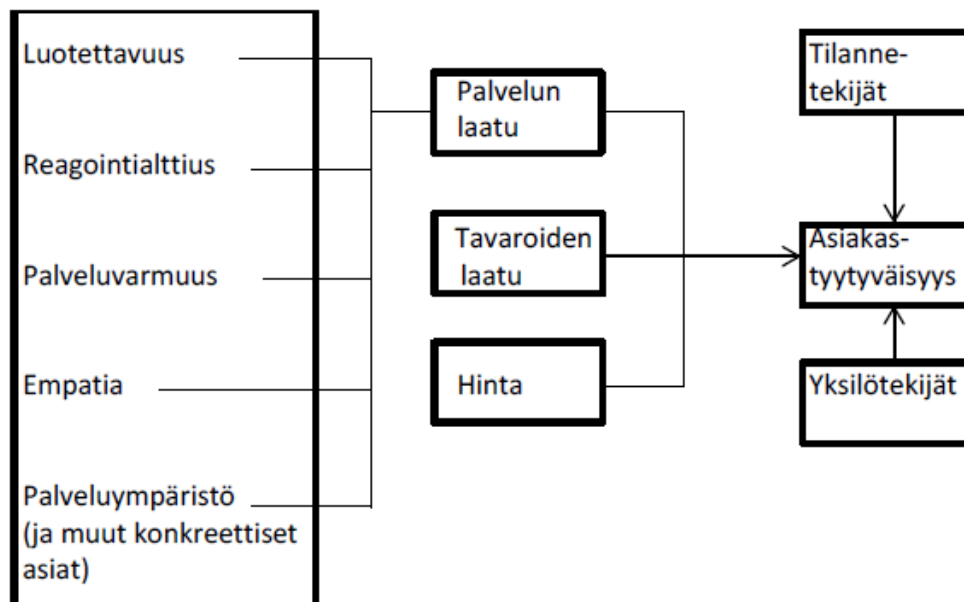 Luotettavuus
Reagointialttius
Palveluvarmuus
Empatia
Palveluympäristö
(ja muut konkreettiset
asiat)
Palvelun
laatu
Tavaroiden
laatu
Hinta
Tilanne-
tekijät
Asiakas-
tyytyväisyys
Yksilötekijät